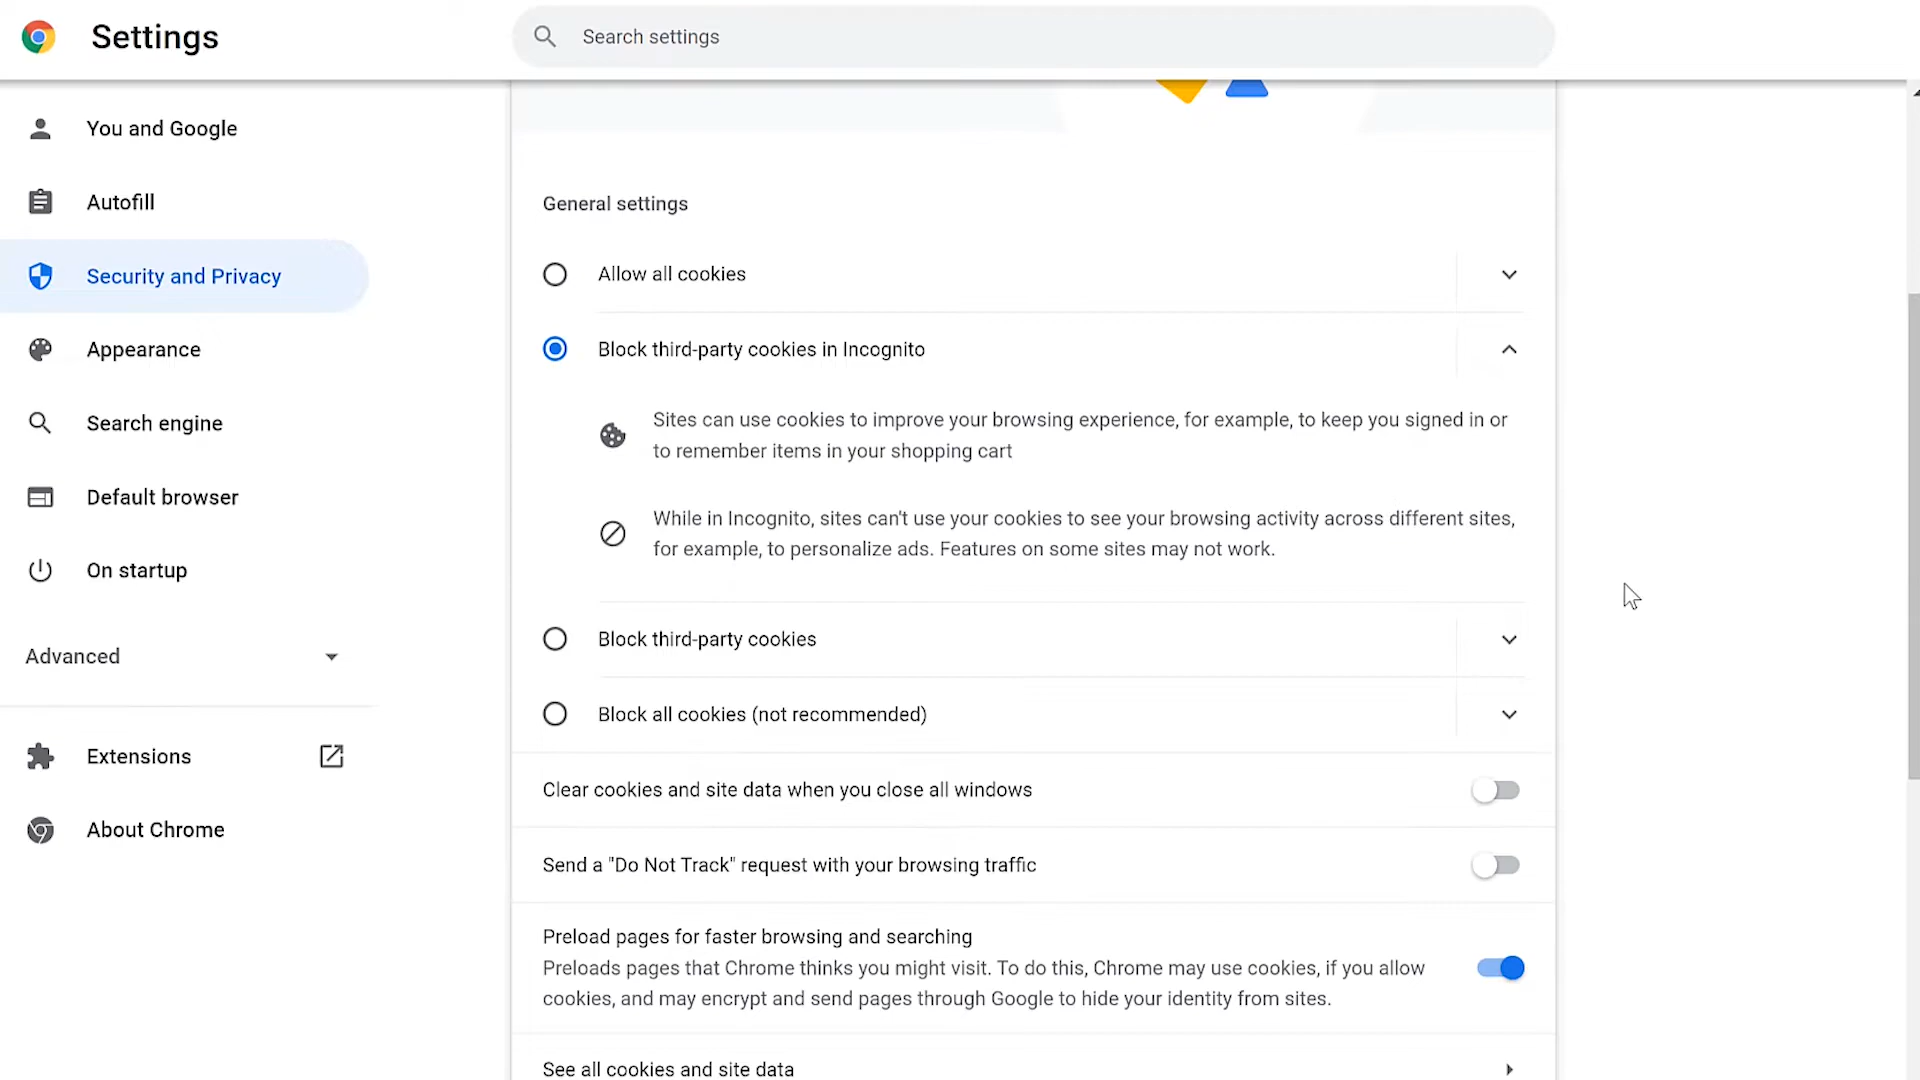 Settings
Search settings
You and Google
Autofill
Security and Privacy
Appearance
Search engine
Default browser
On startup
Advanced
Extensions
About Chrome
General settings
Allow all cookies
Block third-party cookies in Incognito
Sites can use cookies to improve your browsing experience, for example, to keep you signed in or
to remember items in your shopping cart
While in Incognito, sites can't use your cookies to see your browsing activity across different sites,
for example, to personalize ads. Features on some sites may not work.
Block third-party cookies
Block all cookies (not recommended)
Clear cookies and site data when you close all windows
Send a "Do Not Track" request with your browsing traffic
Preload pages for faster browsing and searching
Preloads pages that Chrome thinks you might visit. To do this, Chrome may use cookies, if you allow
cookies, and may encrypt and send pages through Google to hide your identity from sites.
See all cookies and site data